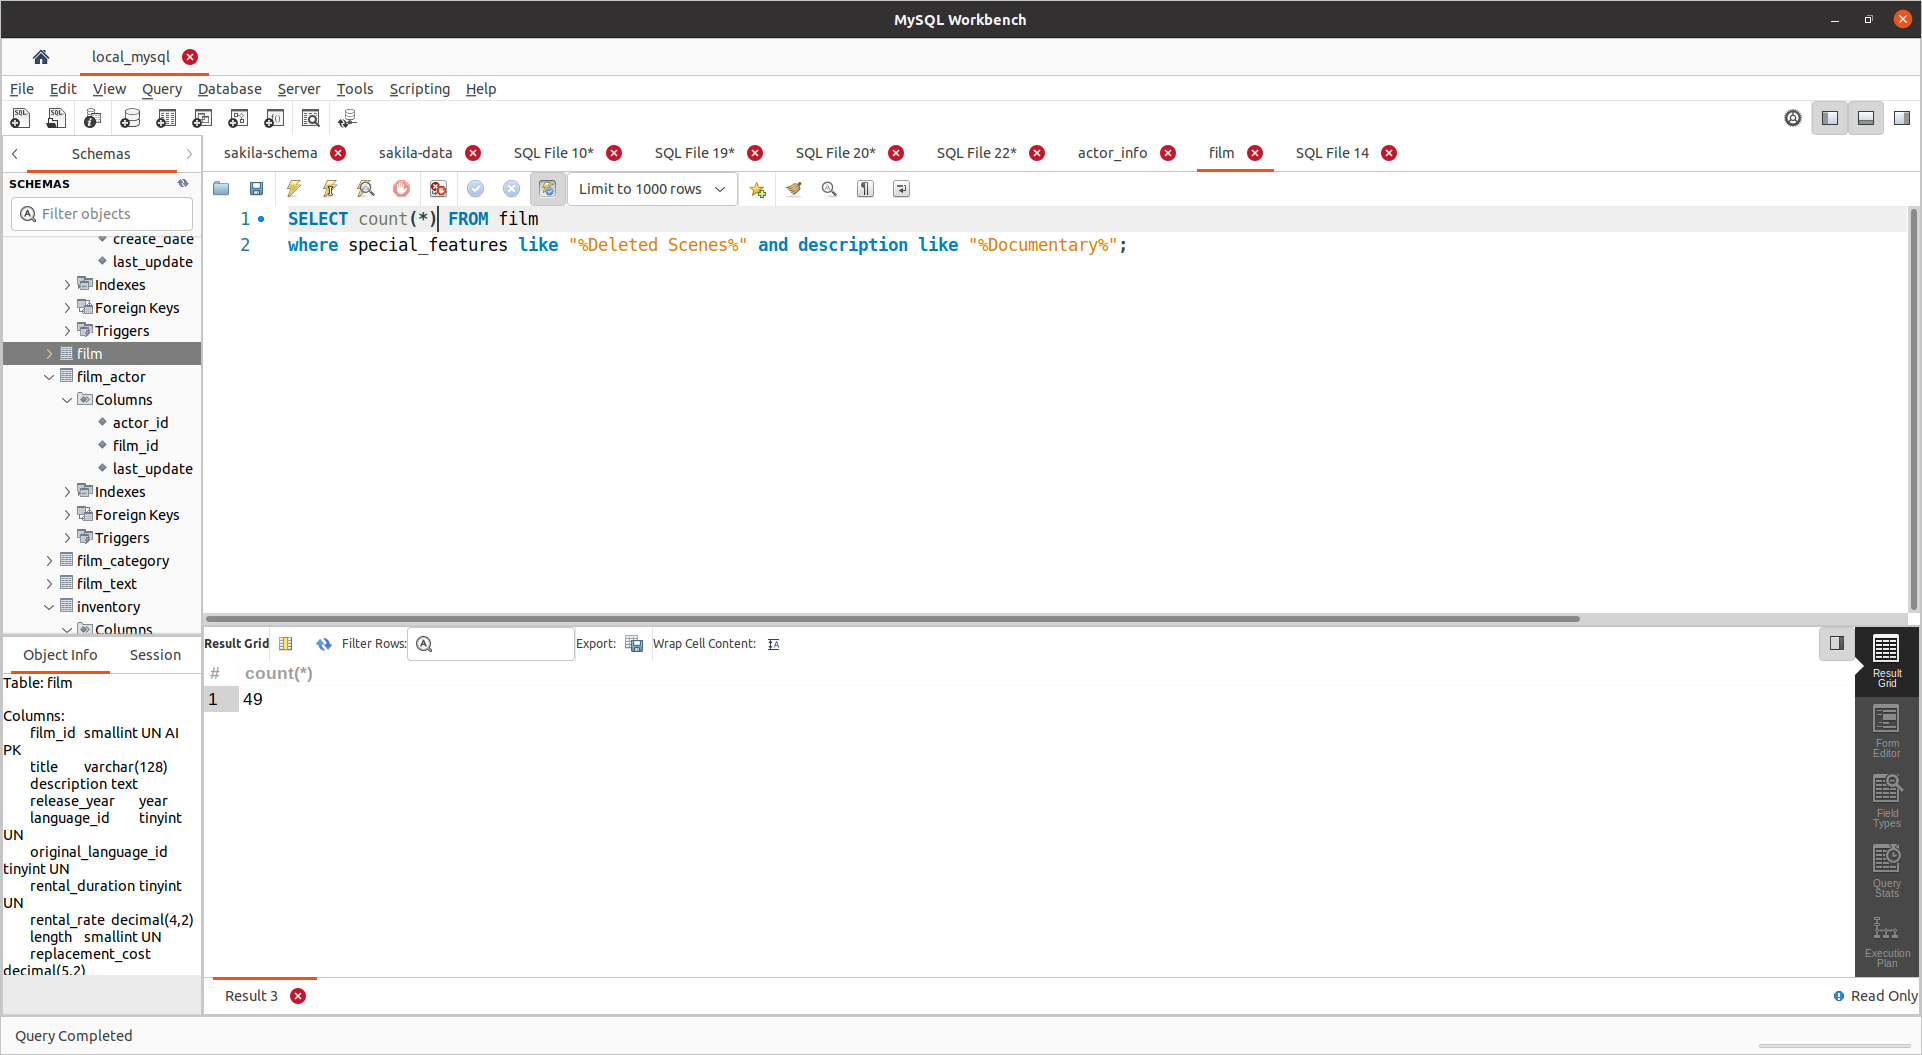 MySQL Workbench
local_mysql
File Edit View Query Database Server Tools Scripting Help
Schemas
sakila-schema sakila-data SQL File 10* SQL File 19* SQL File 20* SQL File 22* actor_info film SQL File 14
SCHEMAS
Filter objects
Limit to 1000 rows
1 SELECT count(*) FROM film
2 where special_features like "%Deleted Scenes%" and description like "%Documentary%";
create_date
last_update
Indexes
Foreign Keys
Triggers
film
film_actor
Columns
actor_id
film_id
last_update
Indexes
Foreign Keys
Triggers
film_category
film_text
inventory
Columns
Object Info Session
Table: film
Columns:
film_id smallint UN AI
PK
title varchar(128)
description text
release_year year
language_id tinyint
UN
original_language_id
tinyint UN
rental_duration tinyint
UN
rental_rate decimal(4,2)
length smallint UN
replacement_cost
decimal(5,2)
Result Grid Filter Rows: Export: Wrap Cell Content:
# count(*)
1 49
Result
Grid
Form
Editor
Field
Types
Query
Stats
Execution
Plan
Result 3
Read Only
Query Completed